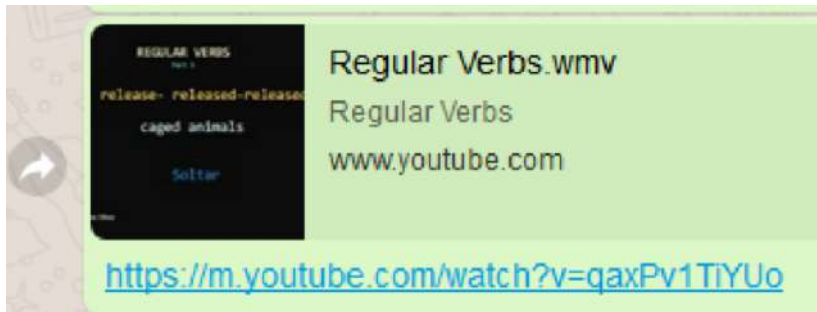 REGULAR VERBS
release- released-released
caged animals
Soltar
Regular Verbs.wmv
Regular Verbs
www.youtube.com
https://m.youtube.com/watch?v=qaxPv1TiYUo